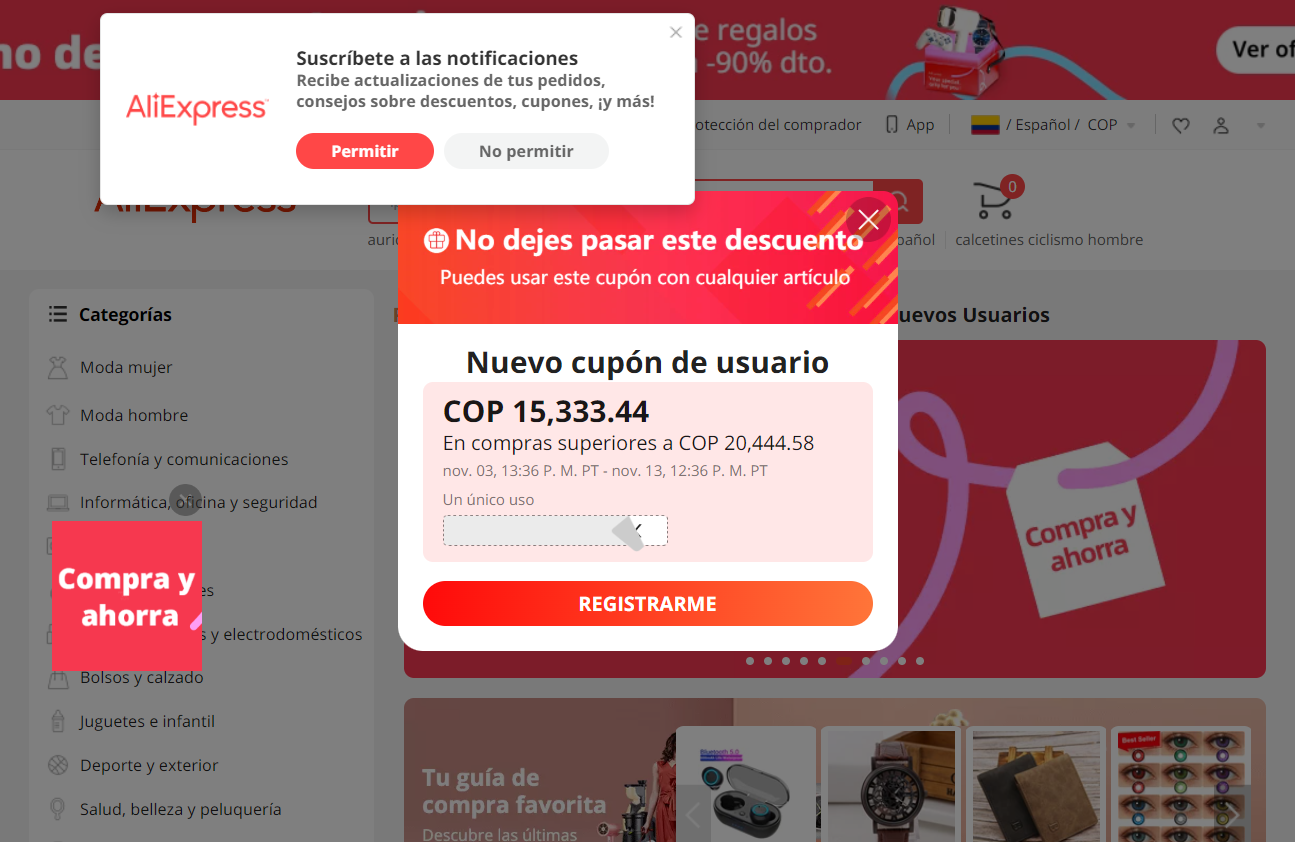 no de
e regalos
-90% dto.
Ver of
Suscríbete a las notificaciones
Recibe actualizaciones de tus pedidos,
consejos sobre descuentos, cupones, ¡y más!
AliExpress
Permitir
No permitir
otección del comprador
App
/ Español / COP
AliExpress
0
auric
pañol
calcetines ciclismo hombre
No dejes pasar este descuento
Puedes usar este cupón con cualquier artículo
Nuevo cupón de usuario
COP 15,333.44
En compras superiores a COP 20,444.58
nov. 03, 13:36 P. M. PT - nov. 13, 12:36 P. M. PT
Un único uso
REGISTRARME
Categorías
Moda mujer
Moda hombre
Telefonía y comunicaciones
Informática, oficina y seguridad
es
s y electrodomésticos
Bolsos y calzado
Juguetes e infantil
Deporte y exterior
Salud, belleza y peluquería
Compra y
ahorra
uevos Usuarios
Compra y
ahorra
Tu guía de
compra favorita
Descubre las últimas
Bluetooth 5.0
Best Seller